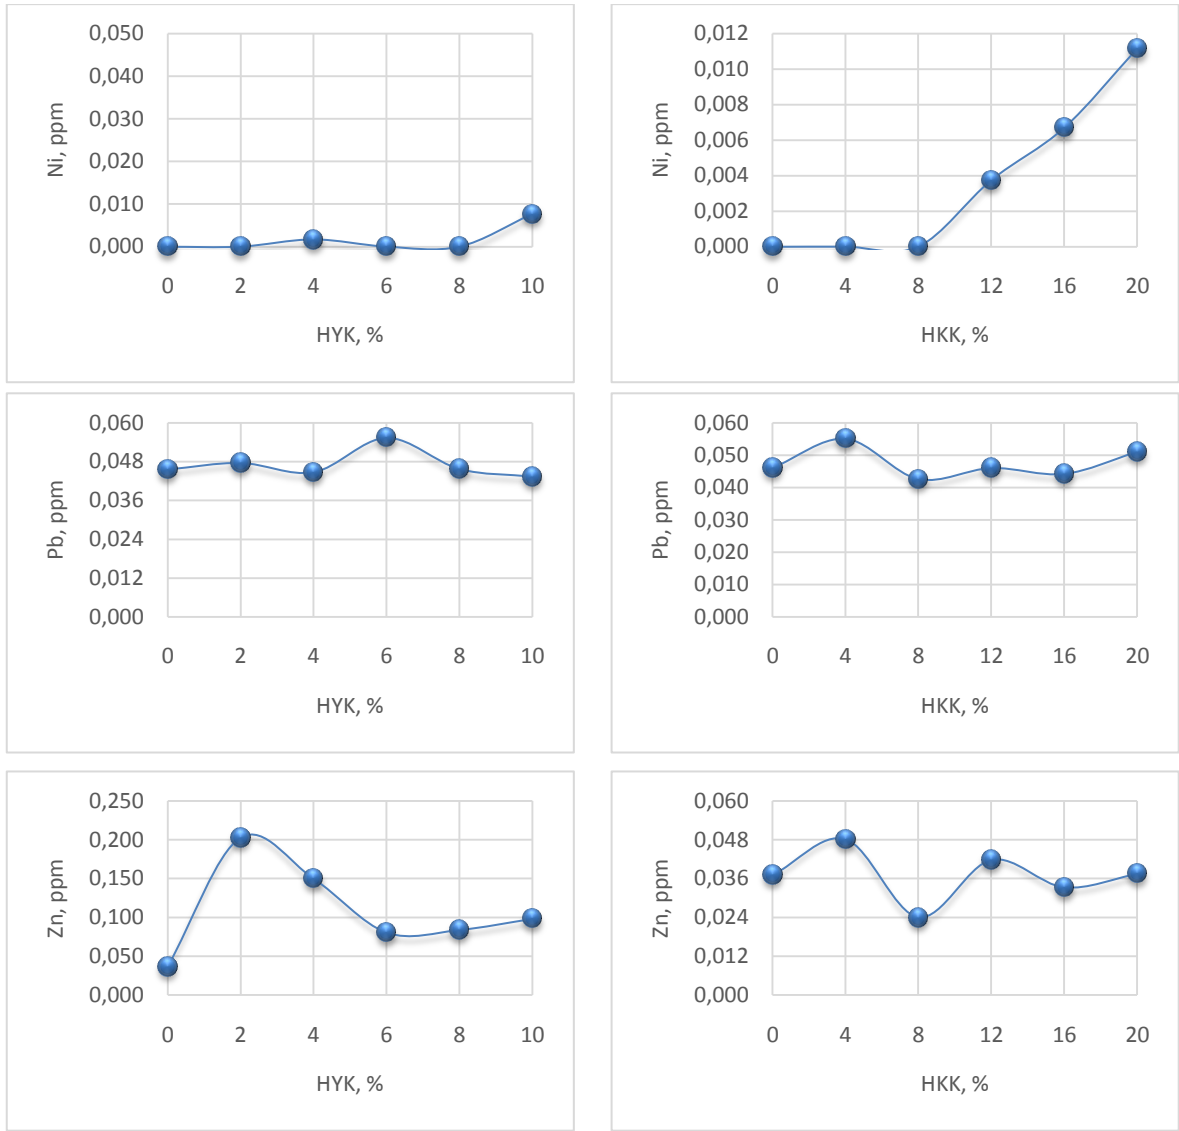 0,050
0,040
0,030
0,020
0,010
0,000
Ni, ppm
0 2 4 6 8 10
HYK, %
0,012
0,010
0,008
0,006
0,004
0,002
0,000
Ni, ppm
0 4 8 12 16 20
HKK, %
0,060
0,048
0,036
0,024
0,012
0,000
Pb, ppm
0 2 4 6 8 10
HYK, %
0,060
0,050
0,040
0,030
0,020
0,010
0,000
Pb, ppm
0 4 8 12 16 20
HKK, %
0,250
0,200
0,150
0,100
0,050
0,000
Zn, ppm
0 2 4 6 8 10
HYK, %
0,060
0,048
0,036
0,024
0,012
0,000
Zn, ppm
0 4 8 12 16 20
HKK, %